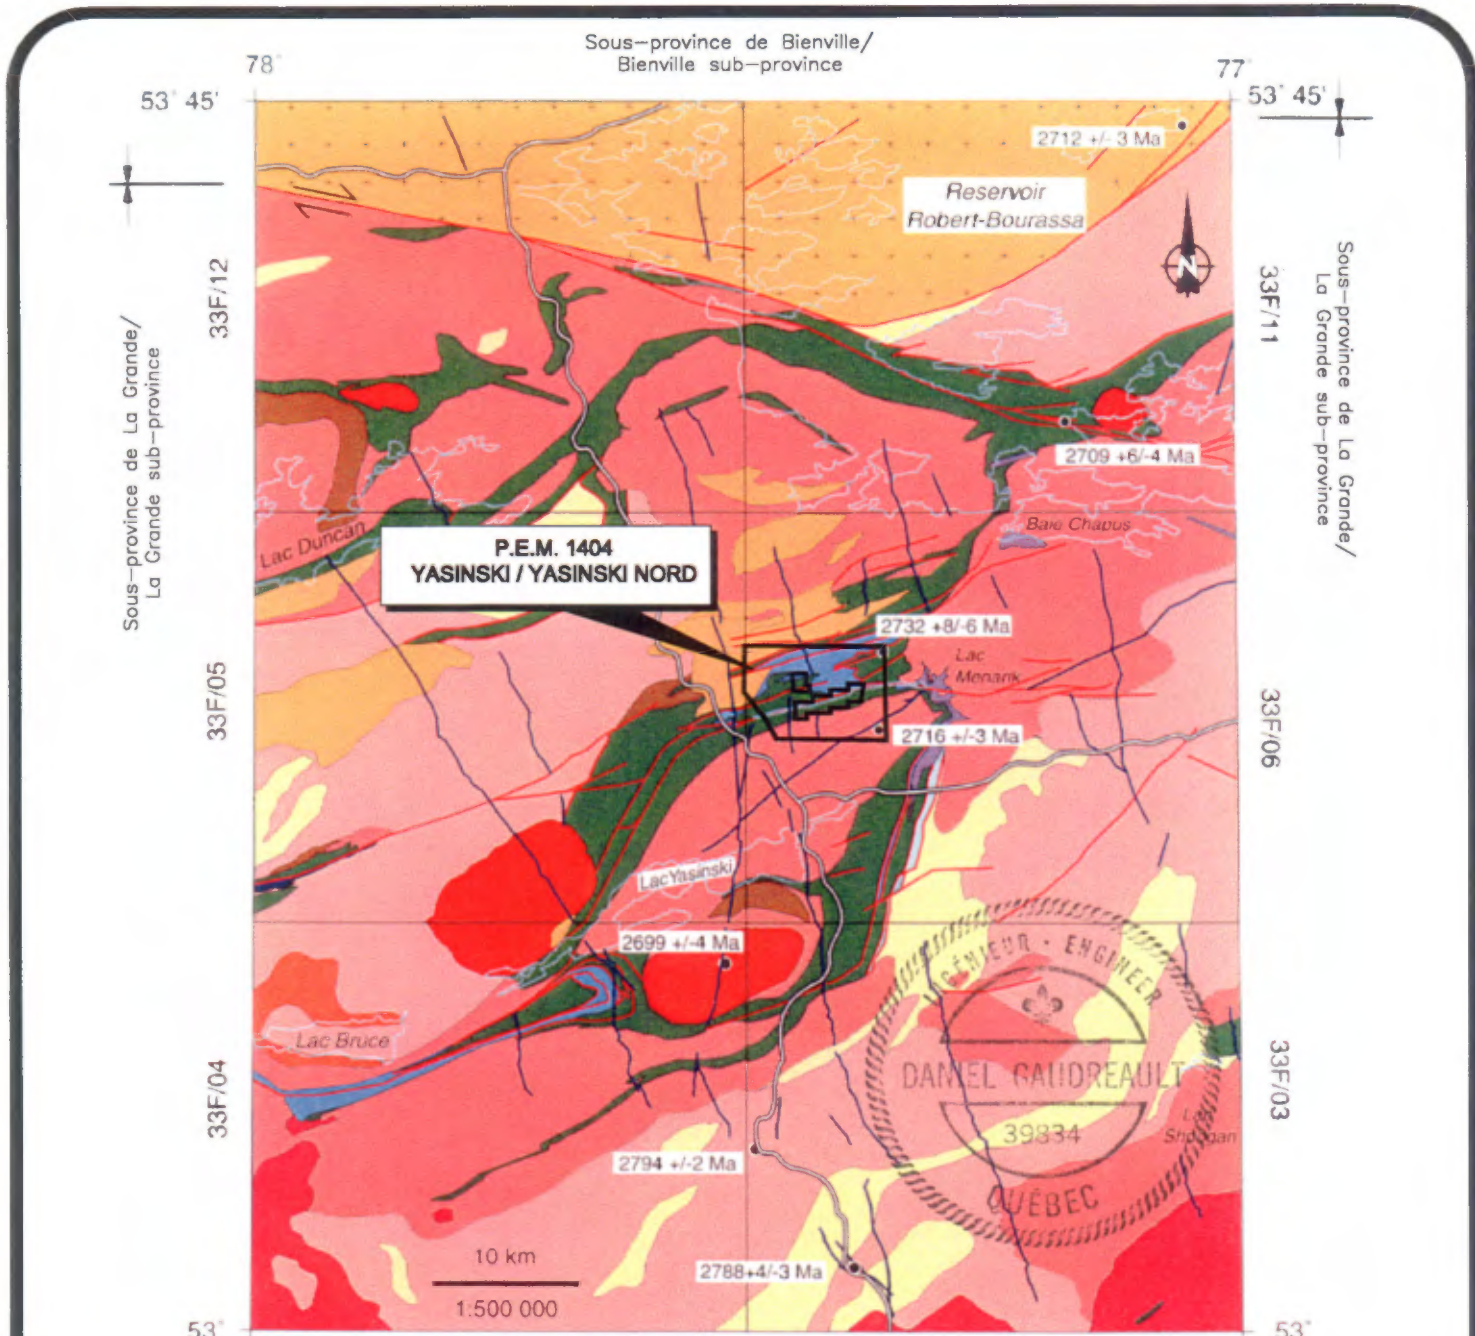 Sous-province de Bienville/
Bienville sub-province
78°
77°
53° 45'
53° 45'
2712 +/- 3 Ma
Reservoir
Robert-Bourassa
N
33F/12
33F/11
Sous-province de La Grande/
La Grande sub-province
Sous-province de La Grande/
La Grande sub-province
2709 +6/-4 Ma
Baie Chapus
Lac Duncan
P.E.M. 1404
YASINSKI / YASINSKI NORD
2732 +8/-6 Ma
Lac
Menarik
33F/05
33F/06
2716 +/-3 Ma
Lac Yasinski
2699 +/-4 Ma
INGÉNIEUR · ENGINEER
Lac Bruce
DANIEL GAUDREAULT
39834
QUÉBEC
33F/04
33F/03
2794 +/-2 Ma
10 km
2788+4/-3 Ma
1:500 000
53°
53°